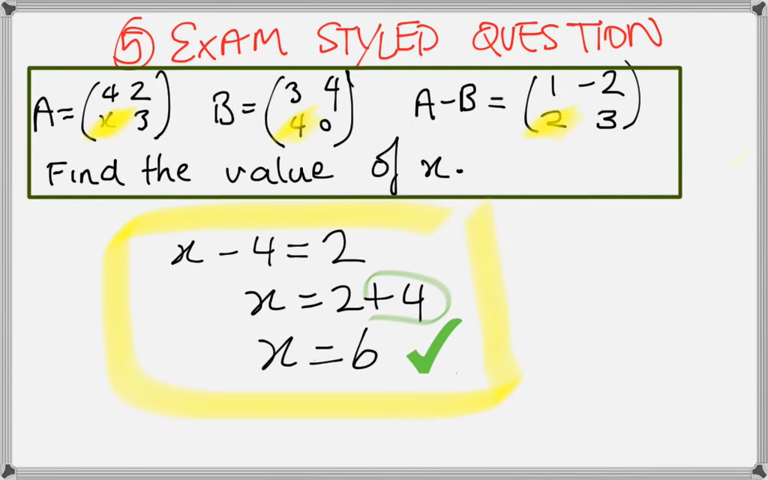 ⑤ EXAM STYLED QUESTION
A = (4 2 B = (3 4 A-B = (1 -2
x 3) 4 0) 2 3)
Find the value of x.
x - 4 = 2
x = 2 + 4
x = 6 ✓